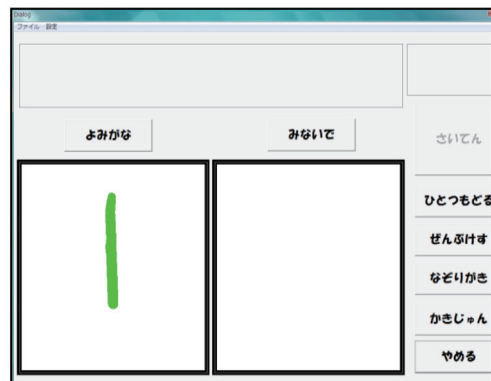 Dialog
ファイル 設定
よみがな
みないで
さいてん
ひとつもどる
ぜんぶけす
なぞりがき
かきじゅん
やめる